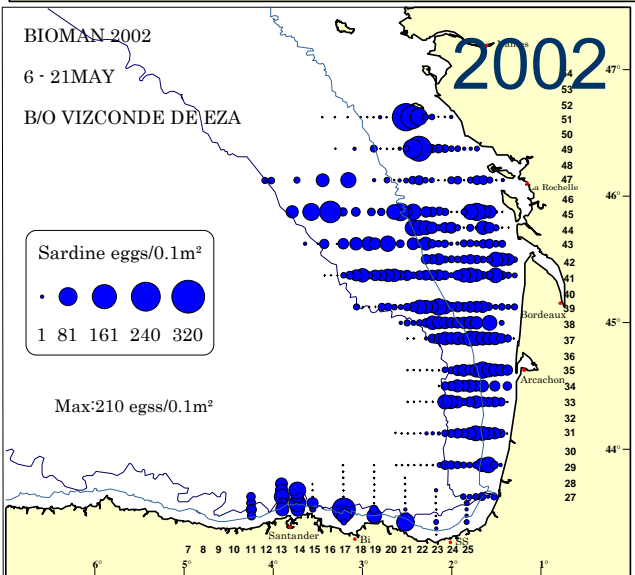 BIOMAN 2002
6 - 21MAY
B/O VIZCONDE DE EZA
2002
Nantes
47°
54
53
52
51
50
49
48
47
La Rochelle
46°
46
45
44
43
42
41
40
39
Bordeaux
45°
38
37
36
35
Arcachon
34
33
32
31
44°
30
29
28
27
Sardine eggs/0.1m²
1 81 161 240 320
Max:210 egss/0.1m²
Santander
Bi
SS
7 8 9 10 11 12 13 14 15 16 17 18 19 20 21 22 23 24 25
6° 5° 4° 3° 2° 1°